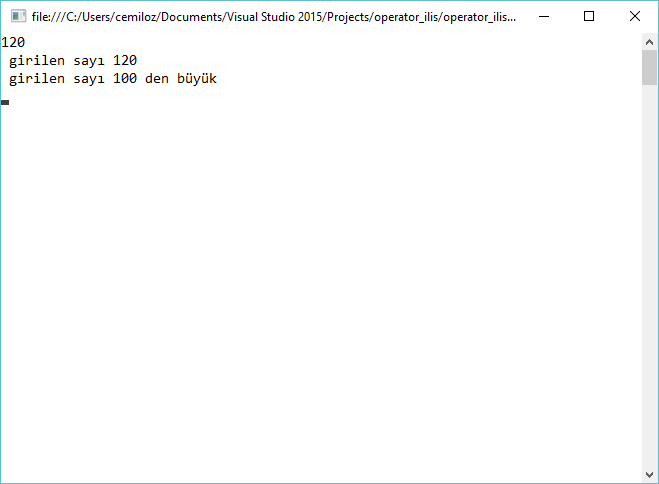 file:///C:/Users/cemiloz/Documents/Visual Studio 2015/Projects/operator_ilis/operator_ilis...
120
girilen sayı 120
girilen sayı 100 den büyük